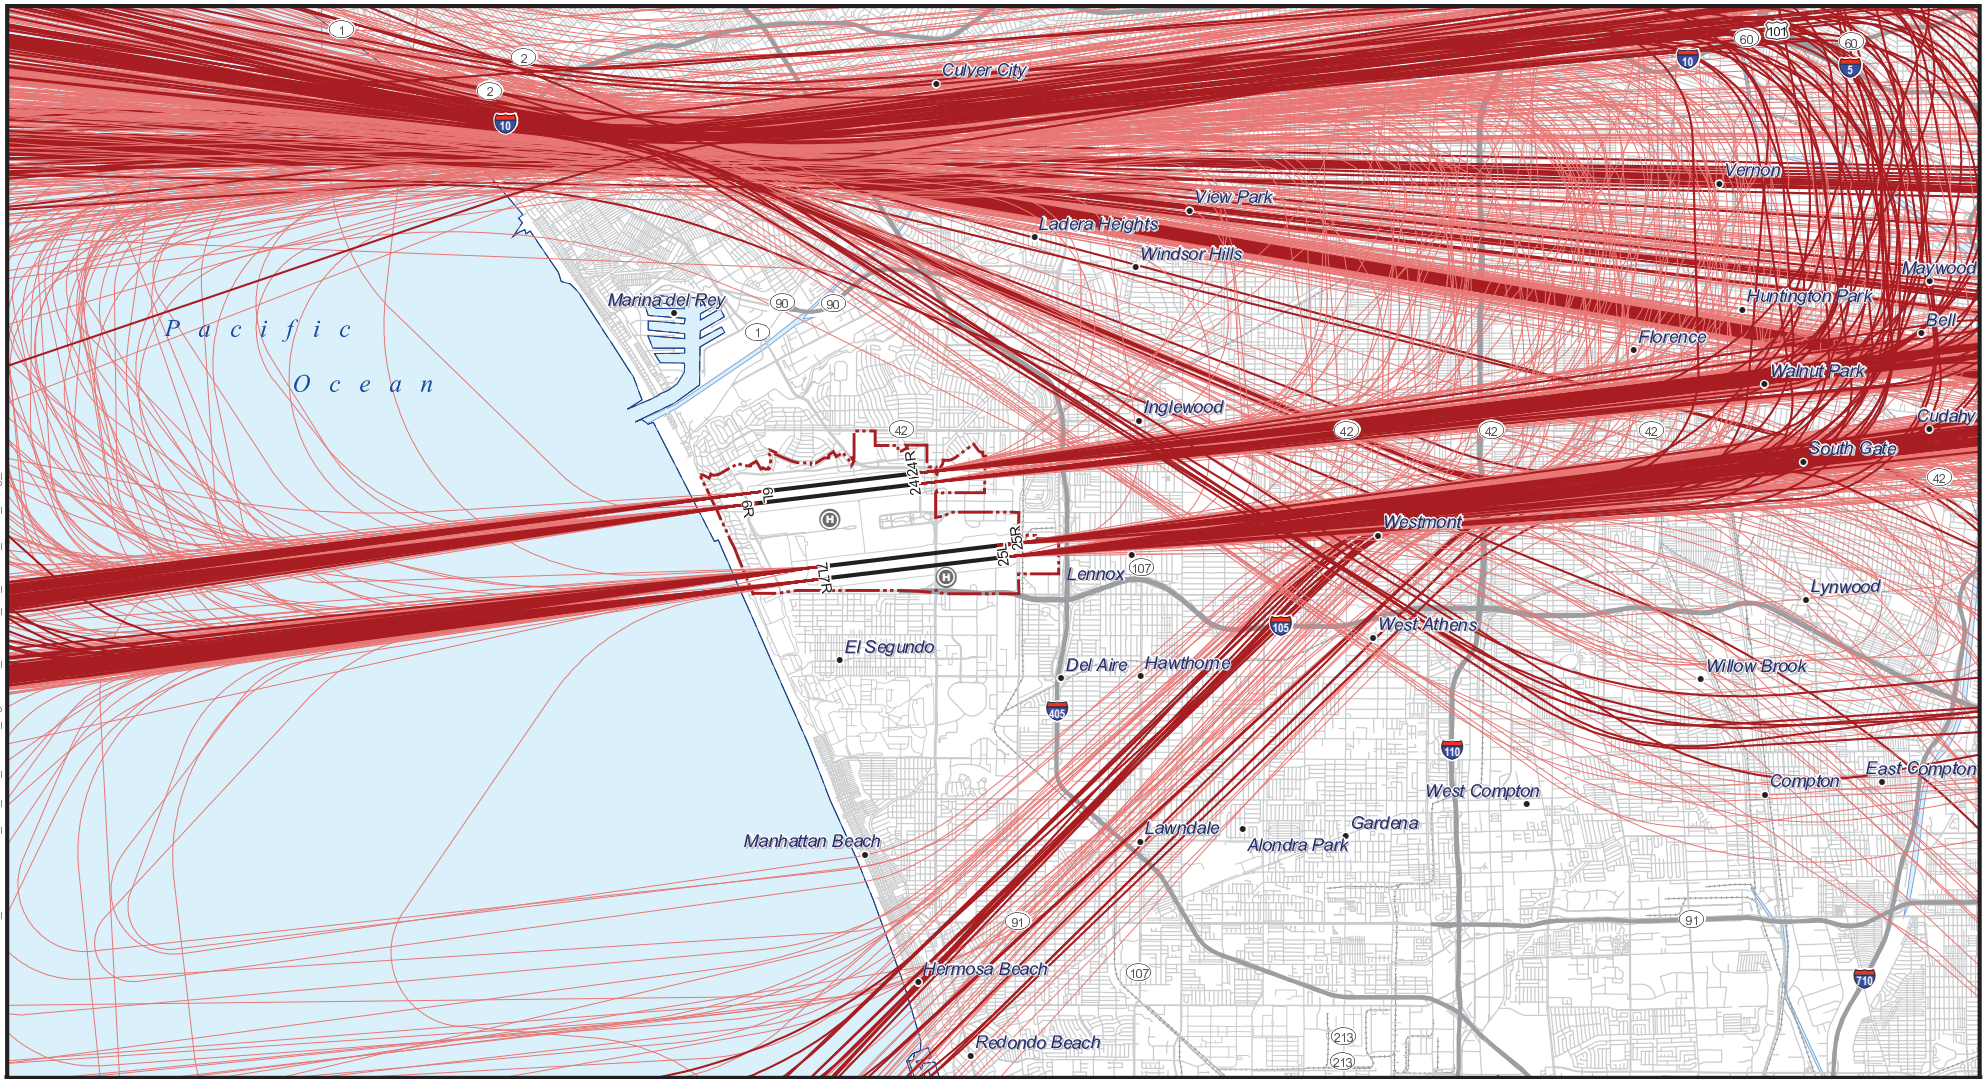 1
2
2
10
Culver City
10
60
101
60
5
Vernon
View Park
Ladera Heights
Windsor Hills
Maywood
Huntington Park
Bell
Florence
Walnut Park
Marina del Rey
90
90
1
Pacific
Ocean
Inglewood
42
42
42
42
Cudahy
South Gate
42
24R
24L
6L
6R
H
25R
25L
7L
7R
H
Westmont
Lennox
107
Lynwood
105
West Athens
El Segundo
Del Aire
Hawthorne
Willow Brook
405
110
East Compton
Compton
West Compton
Manhattan Beach
Lawndale
Gardena
Alondra Park
91
91
Hermosa Beach
107
710
Redondo Beach
213
213